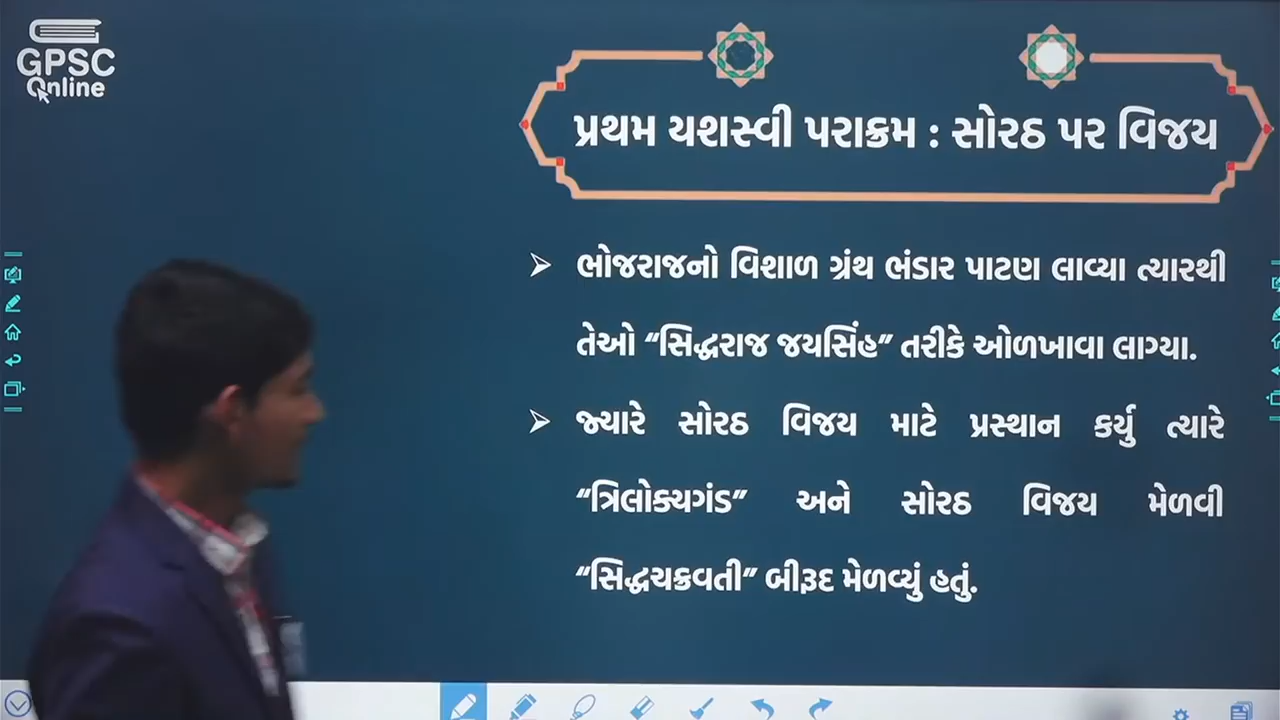 GPSC
Online
પ્રથમ યશસ્વી પરાક્રમ : સોરઠ પર વિજય
➢ ભોજરાજનો વિશાળ ગ્રંથ ભંડાર પાટણ લાવ્યા ત્યારથી
તેઓ “સિદ્ધરાજ જયસિંહ” તરીકે ઓળખાવા લાગ્યા.
➢ જ્યારે સોરઠ વિજય માટે પ્રસ્થાન કર્યુ ત્યારે
“ત્રિલોક્યગંડ” અને સોરઠ વિજય મેળવી
“સિદ્ધચક્રવતી” બીરૂદ મેળવ્યું હતું.